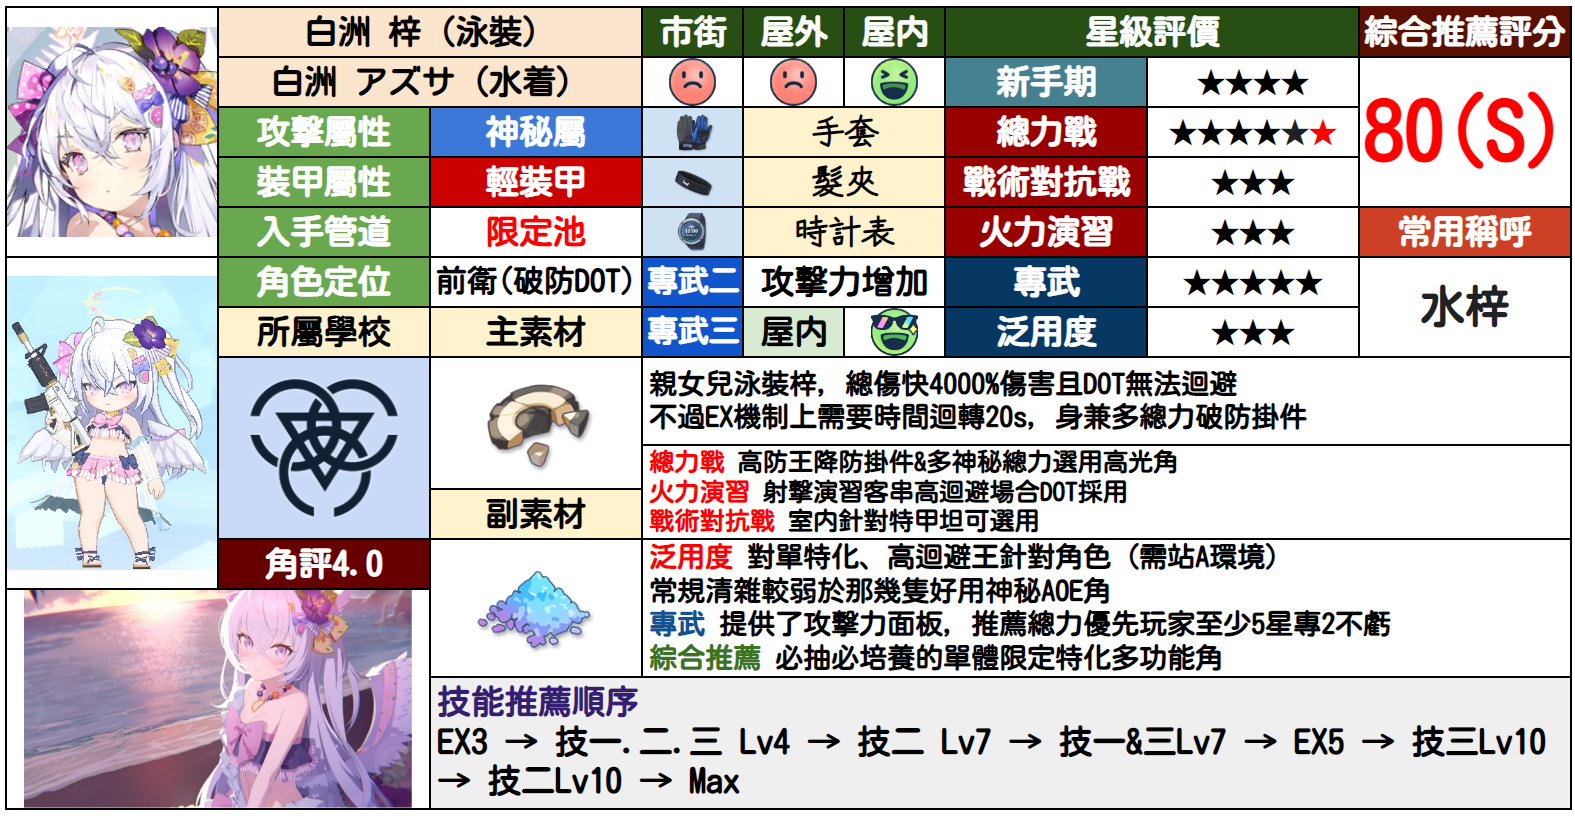 白洲 梓（泳裝） 市街 屋外 屋內 星級評價 綜合推薦評分
白洲 アズサ（水着） 新手期 ★★★★ 80(S)
攻擊屬性 神秘屬 手套 總力戰 ★★★★★★
裝甲屬性 輕裝甲 髮夾 戰術對抗戰 ★★★
入手管道 限定池 時計表 火力演習 ★★★ 常用稱呼
角色定位 前衛(破防DOT) 專武二 攻擊力增加 專武 ★★★★★ 水梓
所屬學校 主素材 專武三 屋內 泛用度 ★★★
親女兒泳裝梓，總傷快4000%傷害且DOT無法迴避
不過EX機制上需要時間迴轉20s，身兼多總力破防掛件
總力戰 高防王降防掛件&多神秘總力選用高光角
火力演習 射擊演習客串高迴避場合DOT採用
戰術對抗戰 室內針對特甲坦可選用
副素材
角評4.0
泛用度 對單特化、高迴避王針對角色（需站A環境）
常規清雜較弱於那幾隻好用神秘AOE角
專武 提供了攻擊力面板，推薦總力優先玩家至少5星專2不虧
綜合推薦 必抽必培養的單體限定特化多功能角
技能推薦順序
EX3 → 技一.二.三 Lv4 → 技二 Lv7 → 技一&三Lv7 → EX5 → 技三Lv10
→ 技二Lv10 → Max